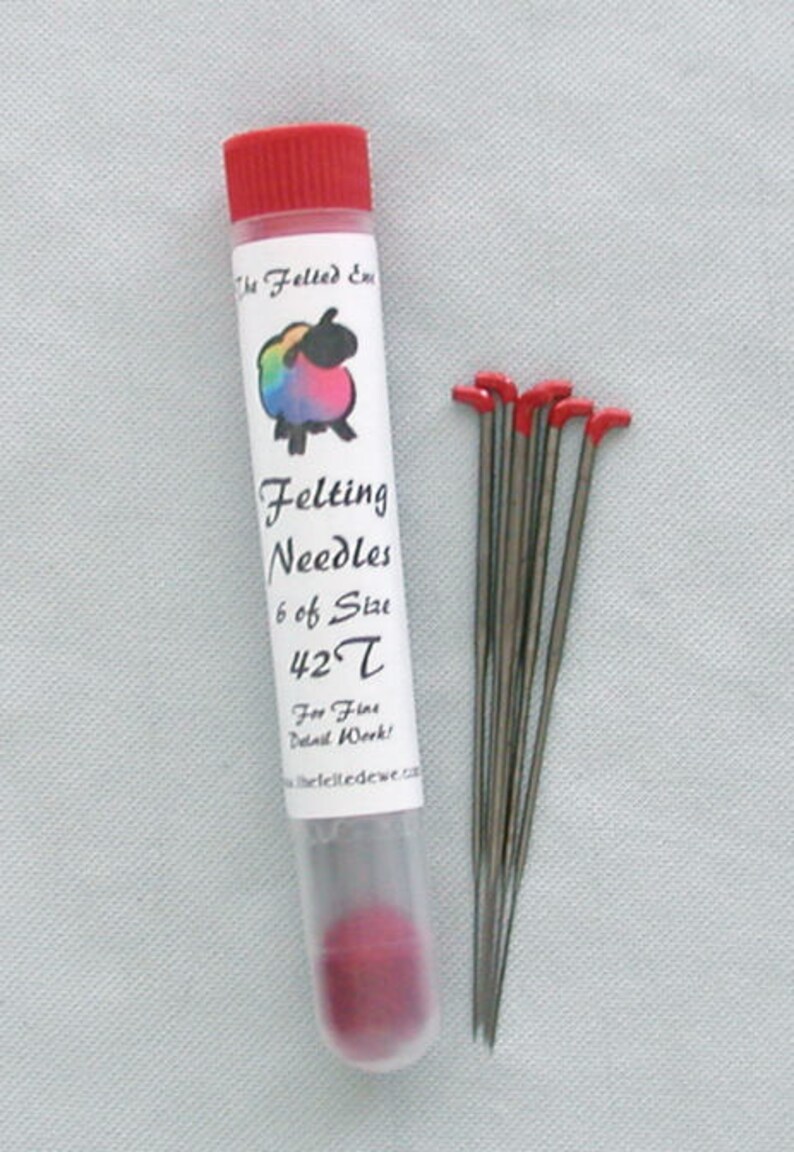 The Felted Ewe
Felting
Needles
6 of Size
42T
For Fine
Detail Work!
www.thefeltedewe.com